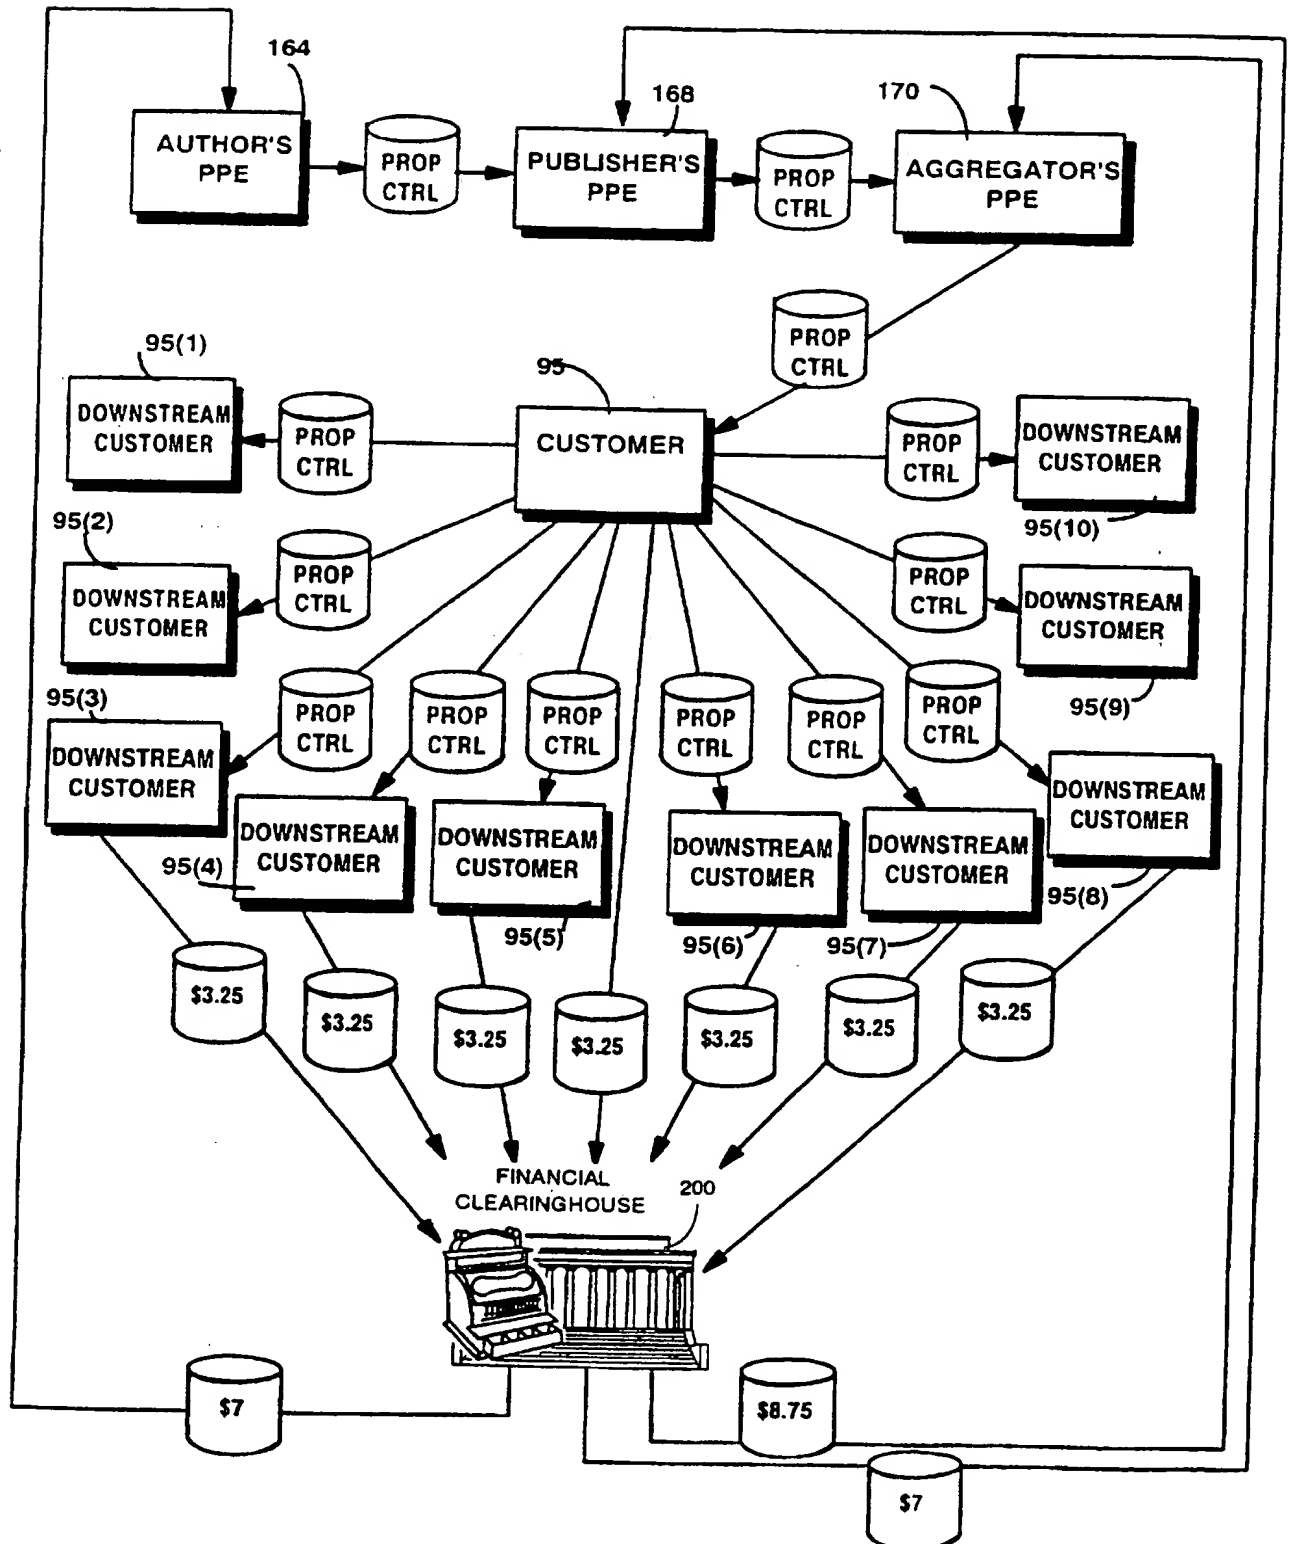 164
168
170
AUTHOR'S
PPE
PROP
CTRL
PUBLISHER'S
PPE
PROP
CTRL
AGGREGATOR'S
PPE
PROP
CTRL
95(1)
95
DOWNSTREAM
CUSTOMER
PROP
CTRL
CUSTOMER
PROP
CTRL
DOWNSTREAM
CUSTOMER
95(10)
95(2)
DOWNSTREAM
CUSTOMER
PROP
CTRL
PROP
CTRL
DOWNSTREAM
CUSTOMER
95(9)
95(3)
DOWNSTREAM
CUSTOMER
PROP
CTRL
PROP
CTRL
PROP
CTRL
PROP
CTRL
PROP
CTRL
PROP
CTRL
DOWNSTREAM
CUSTOMER
95(8)
95(4)
DOWNSTREAM
CUSTOMER
DOWNSTREAM
CUSTOMER
95(5)
DOWNSTREAM
CUSTOMER
95(6)
DOWNSTREAM
CUSTOMER
95(7)
$3.25
$3.25
$3.25
$3.25
$3.25
$3.25
$3.25
FINANCIAL
CLEARINGHOUSE
200
$7
$8.75
$7